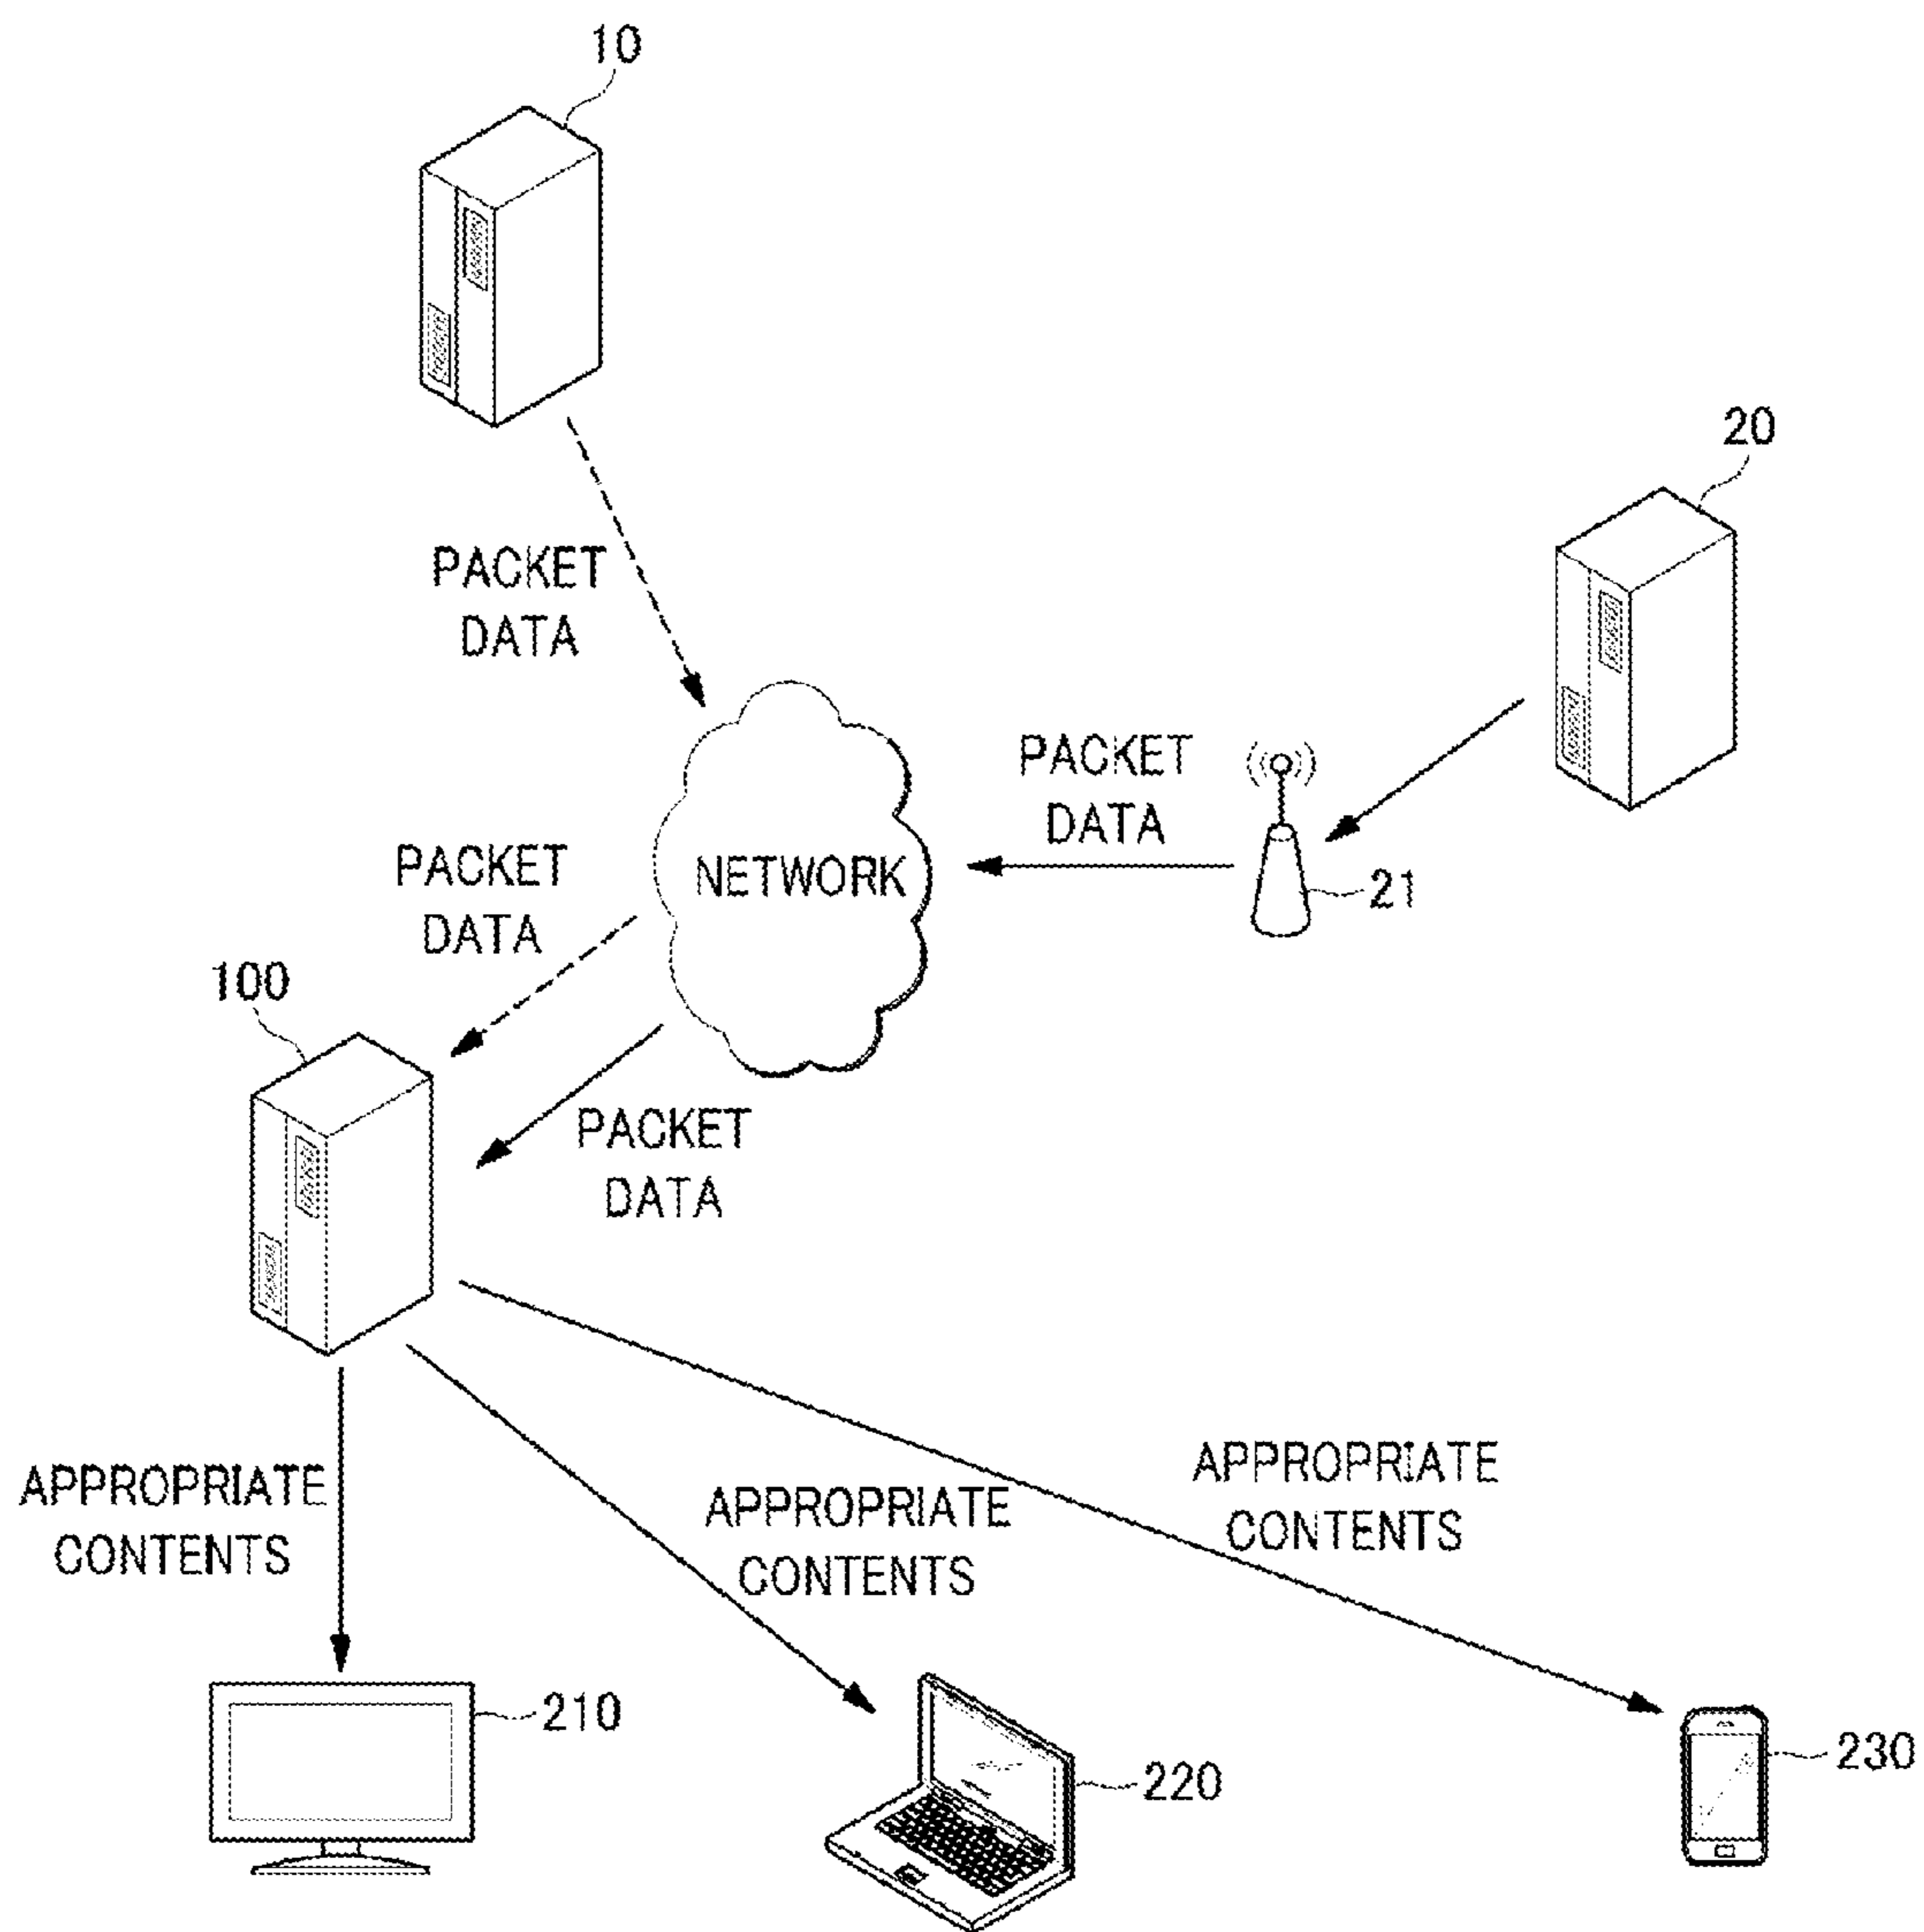 10
20
PACKET
DATA
PACKET
DATA
NETWORK
21
PACKET
DATA
100
PACKET
DATA
APPROPRIATE
CONTENTS
APPROPRIATE
CONTENTS
APPROPRIATE
CONTENTS
210
220
230